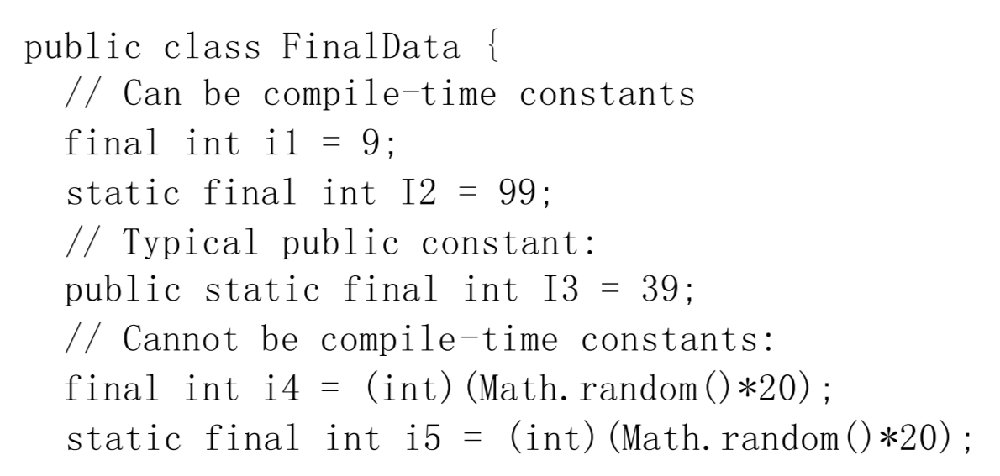 public class FinalData {
  // Can be compile-time constants
  final int i1 = 9;
  static final int I2 = 99;
  // Typical public constant:
  public static final int I3 = 39;
  // Cannot be compile-time constants:
  final int i4 = (int)(Math.random()*20);
  static final int i5 = (int)(Math.random()*20);